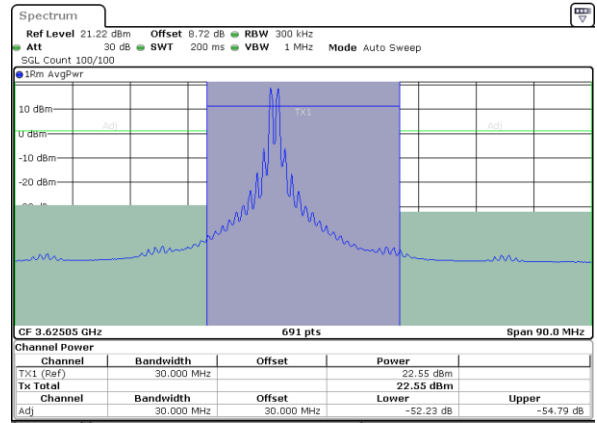 Spectrum
Ref Level 21.22 dBm Offset 8.72 dB RBW 300 kHz
Att 30 dB SWT 200 ms VBW 1 MHz Mode Auto Sweep
SGL Count 100/100
1Rm AvgPwr
10 dBm
TX1
Adj Adj
0 dBm
-10 dBm
-20 dBm
CF 3.62505 GHz 691 pts Span 90.0 MHz
Channel Power
Channel Bandwidth Offset Power
TX1 (Ref) 30.000 MHz 22.55 dBm
Tx Total 22.55 dBm
Channel Bandwidth Offset Lower Upper
Adj 30.000 MHz 30.000 MHz -52.23 dB -54.79 dB